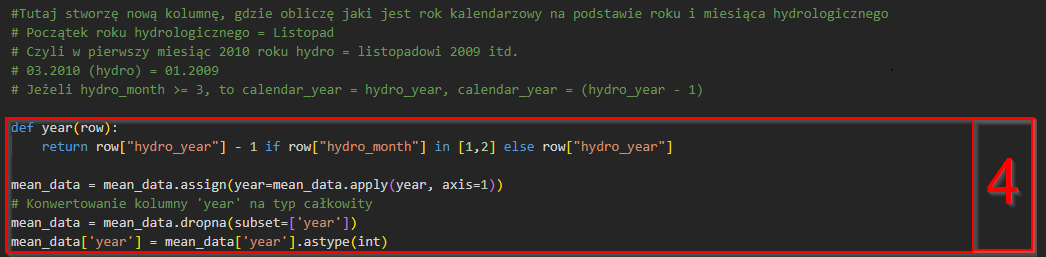 #Tutaj stworzę nową kolumnę, gdzie obliczę jaki jest rok kalendarzowy na podstawie roku i miesiąca hydrologicznego
# Początek roku hydrologicznego = Listopad
# Czyli w pierwszy miesiąc 2010 roku hydro = listopadowi 2009 itd.
# 03.2010 (hydro) = 01.2009
# Jeżeli hydro_month >= 3, to calendar_year = hydro_year, calendar_year = (hydro_year - 1)
def year(row):
    return row["hydro_year"] - 1 if row["hydro_month"] in [1,2] else row["hydro_year"]
mean_data = mean_data.assign(year=mean_data.apply(year, axis=1))
# Konwertowanie kolumny 'year' na typ całkowity
mean_data = mean_data.dropna(subset=['year'])
mean_data['year'] = mean_data['year'].astype(int)
4